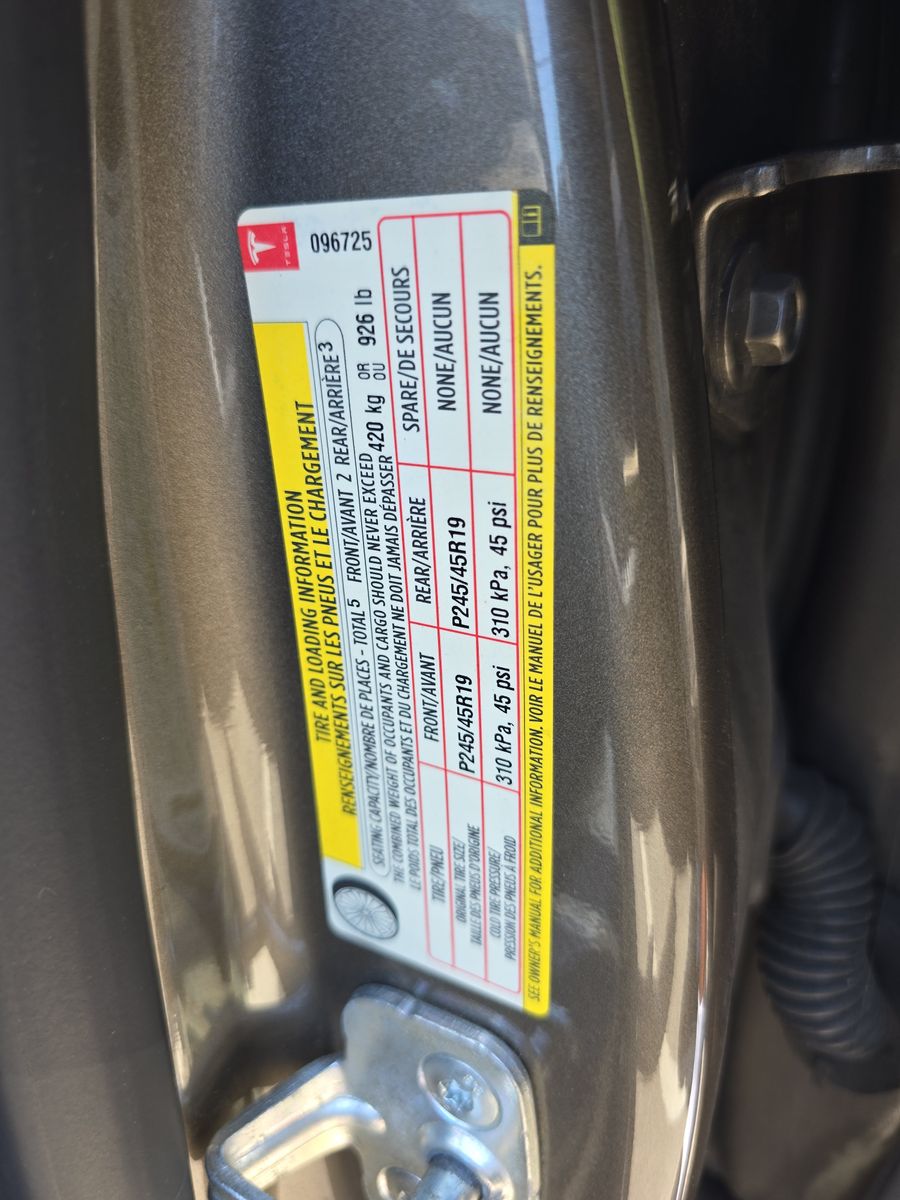 TESLA
096725
TIRE AND LOADING INFORMATION
RENSEIGNEMENTS SUR LES PNEUS ET LE CHARGEMENT
SEATING CAPACITY/NOMBRE DE PLACES - TOTAL 5 FRONT/AVANT 2 REAR/ARRIÈRE 3
THE COMBINED WEIGHT OF OCCUPANTS AND CARGO SHOULD NEVER EXCEED 420 kg OR 926 lb
LE POIDS TOTAL DES OCCUPANTS ET DU CHARGEMENT NE DOIT JAMAIS DÉPASSER OU
TIRE/PNEU FRONT/AVANT REAR/ARRIÈRE SPARE/DE SECOURS
ORIGINAL TIRE SIZE/ P245/45R19 P245/45R19 NONE/AUCUN
TAILLE DES PNEUS D'ORIGINE
COLD TIRE PRESSURE/ 310 kPa, 45 psi 310 kPa, 45 psi NONE/AUCUN
PRESSION DES PNEUS À FROID
SEE OWNER'S MANUAL FOR ADDITIONAL INFORMATION. VOIR LE MANUEL DE L'USAGER POUR PLUS DE RENSEIGNEMENTS.